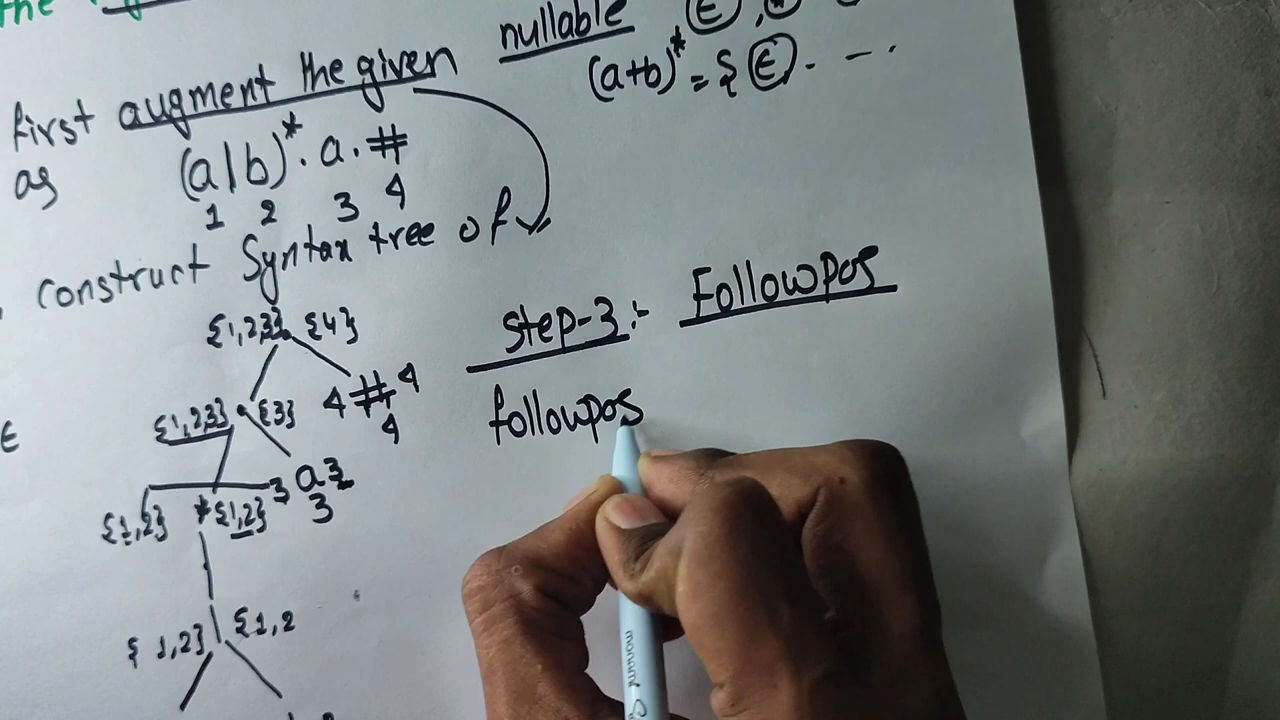 the
nullable ϵ, *
(a+b)* = { ϵ . — . .
first augment the given
as (a|b)* . a . #
1 2 3 4
construct Syntax tree of
{1,2,3} . {4}
Step-3:- Followpos
{1,2,3} . {3} 4 # 4
4
ϵ
followpos
3 a 3
{1,2} * {1,2} 3
{1,2} | {1,2